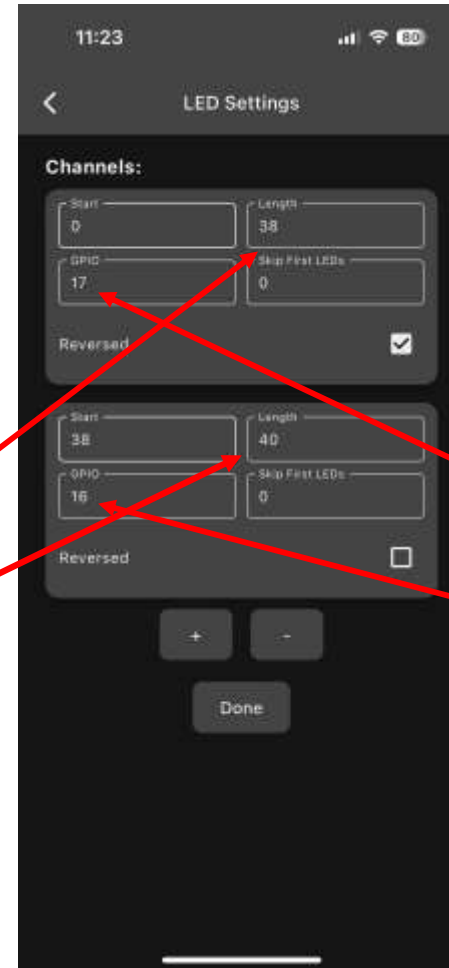 11:23 80
LED Settings
Channels:
Start Length
0 38
GPIO Skip First LEDs
17 0
Reversed
Start Length
38 40
GPIO Skip First LEDs
16 0
Reversed
+ -
Done